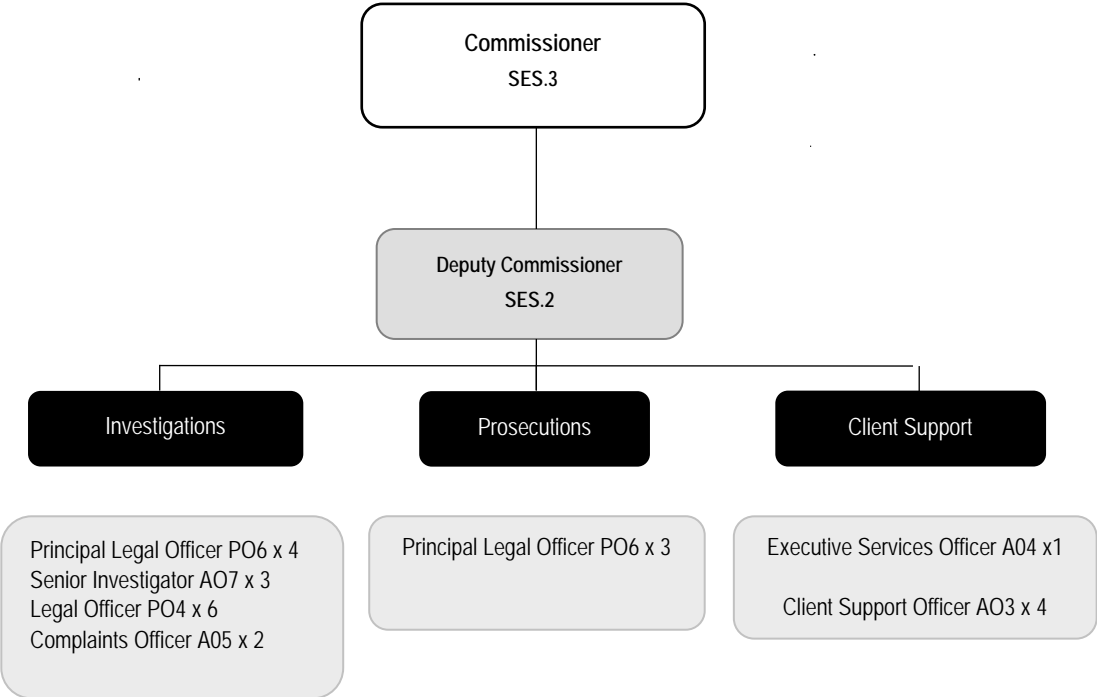 Commissioner
SES.3
Deputy Commissioner
SES.2
Investigations
Prosecutions
Client Support
Principal Legal Officer PO6 x 4
Senior Investigator AO7 x 3
Legal Officer PO4 x 6
Complaints Officer A05 x 2
Principal Legal Officer PO6 x 3
Executive Services Officer A04 x1
Client Support Officer AO3 x 4